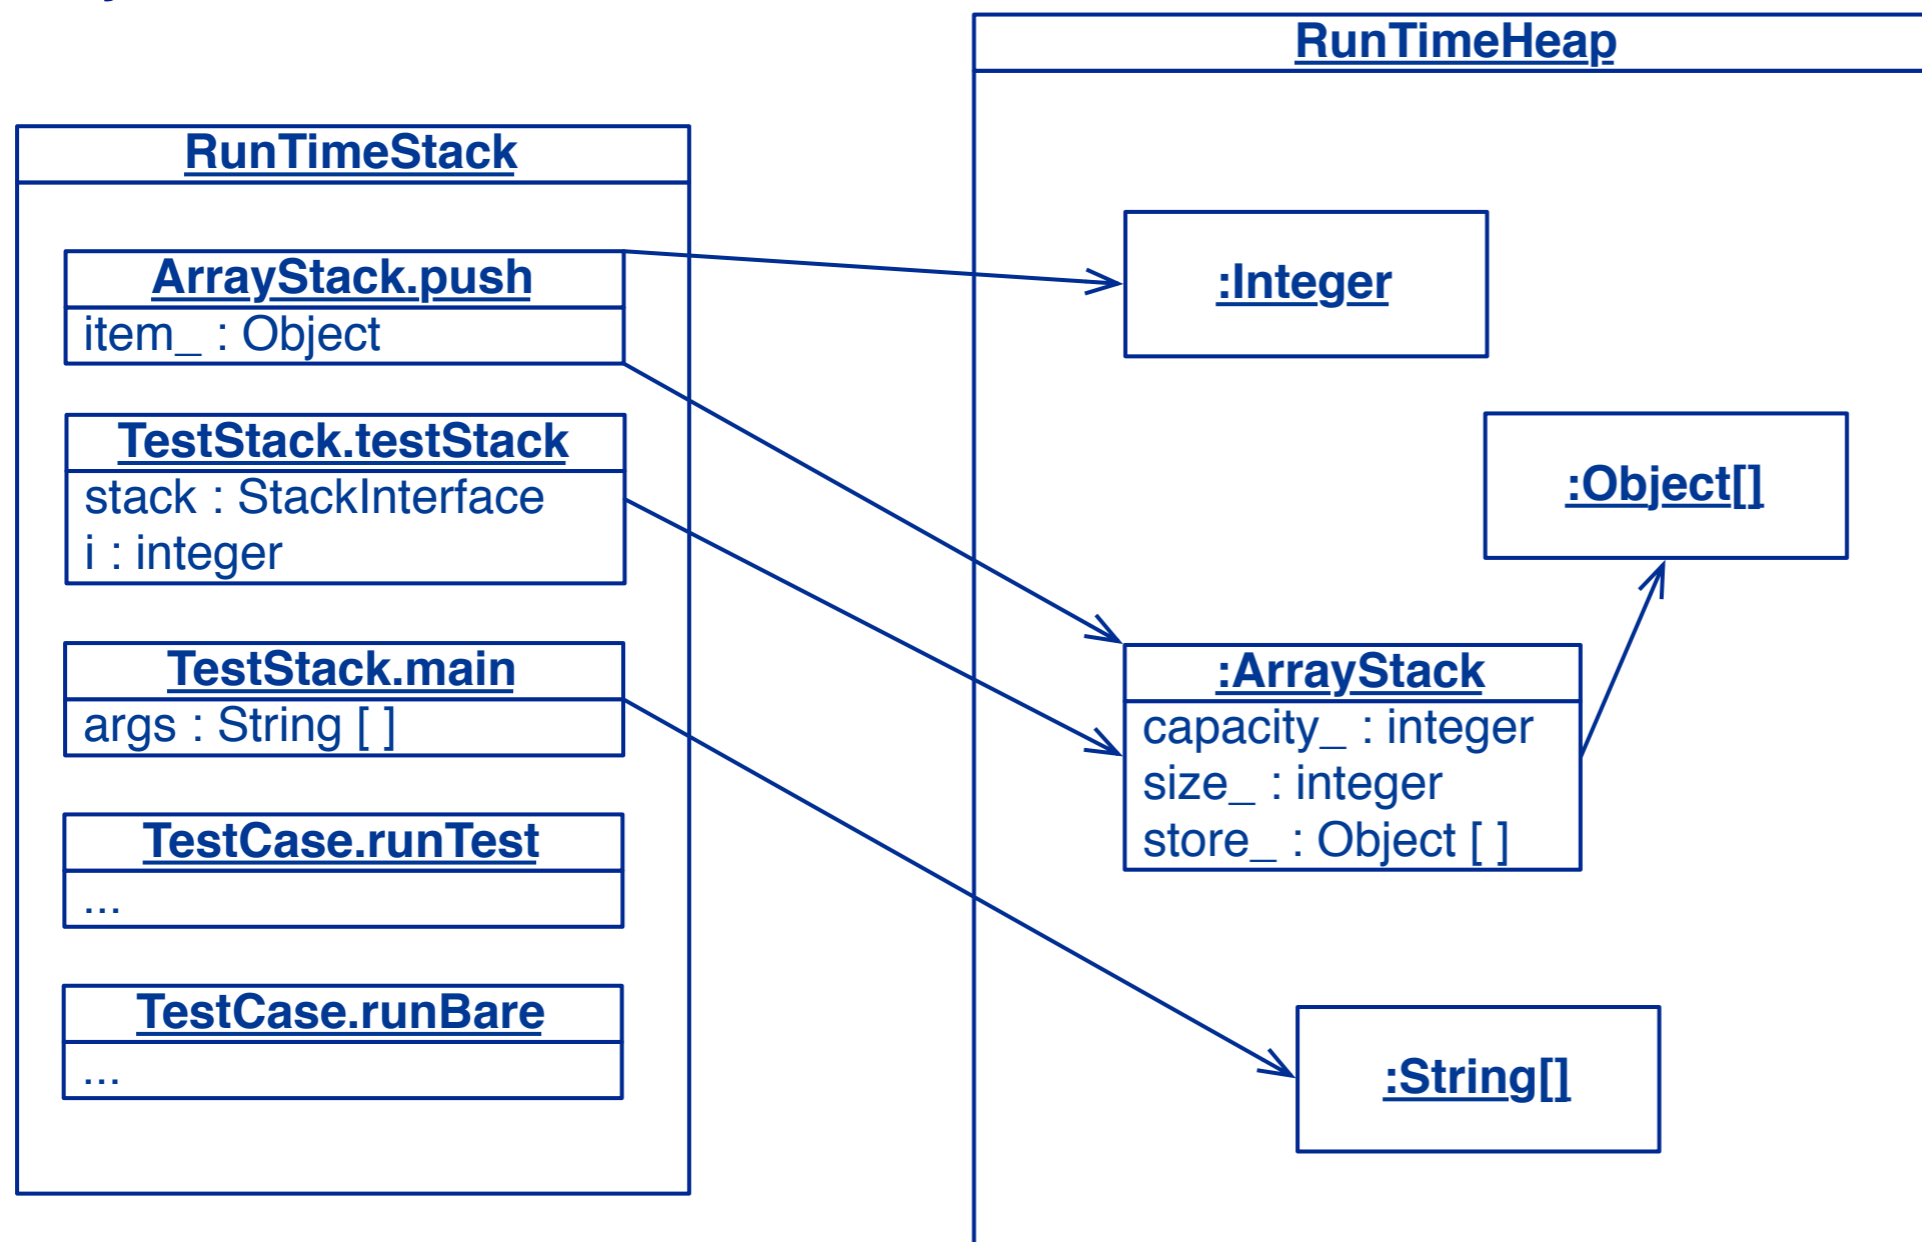 RunTimeHeap
RunTimeStack
ArrayStack.push
item_ : Object
TestStack.testStack
stack : StackInterface
i : integer
TestStack.main
args : String [ ]
TestCase.runTest
...
TestCase.runBare
...
:Integer
:Object[]
:ArrayStack
capacity_ : integer
size_ : integer
store_ : Object [ ]
:String[]